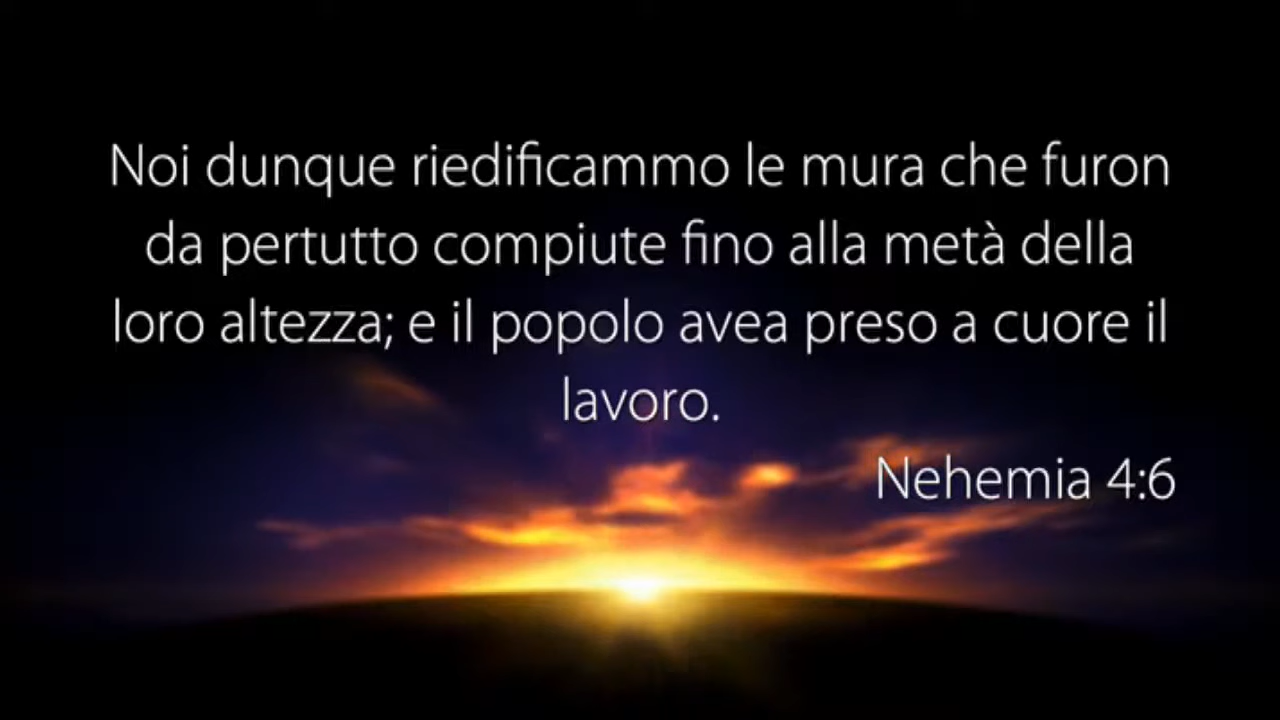 Noi dunque riedificammo le mura che furon
da pertutto compiute fino alla metà della
loro altezza; e il popolo avea preso a cuore il
lavoro.
Nehemia 4:6